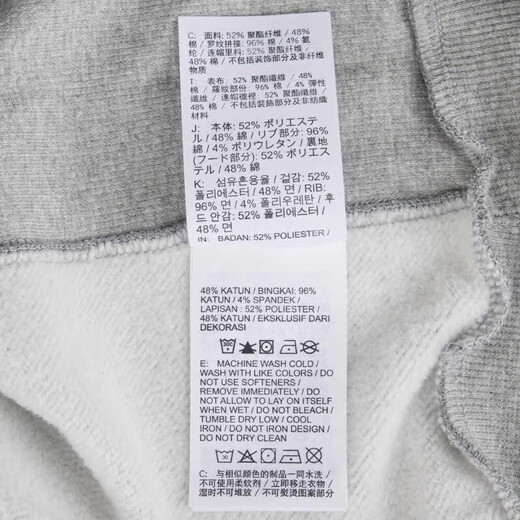 C: 面料: 52% 聚酯纤维 / 48%
棉 / 罗纹拼接: 96% 棉 / 4% 氨
纶 / 连帽里料: 52% 聚酯纤维 /
48% 棉 / 不包括装饰部分及非纤维
物质
T: 表布: 52% 聚酯纖維 / 48%
棉 / 羅紋部份: 96% 棉 / 4% 彈性
纖維 / 連帽襯裡: 52% 聚酯纖維 /
48% 棉 / 不包括裝飾部分及非紡織
材料
J: 本体: 52% ポリエステ
ル / 48% 綿 / リブ部分: 96%
綿 / 4% ポリウレタン / 裏地
(フード部分): 52% ポリエス
テル / 48% 綿
K: 섬유혼용율 / 겉감: 52%
폴리에스터 / 48% 면 / RIB:
96% 면 / 4% 폴리우레탄 / 후
드 안감: 52% 폴리에스터 /
48% 면
IN: BADAN: 52% POLIESTER /
48% KATUN / BINGKAI: 96%
KATUN / 4% SPANDEK /
LAPISAN : 52% POLIESTER /
48% KATUN / EKSKLUSIF DARI
DEKORASI
E: MACHINE WASH COLD /
WASH WITH LIKE COLORS / DO
NOT USE SOFTENERS /
REMOVE PROMPTLY / DO
NOT ALLOW TO LAY ON ITSELF
WHEN WET / DO NOT BLEACH /
TUMBLE DRY LOW / COOL
IRON / DO NOT IRON DESIGN /
DO NOT DRY CLEAN
C: 与相似颜色的制品一同水洗 /
不可使用柔软剂 / 立即移走衣物 /
湿时不可堆放 / 不可熨烫图案部分